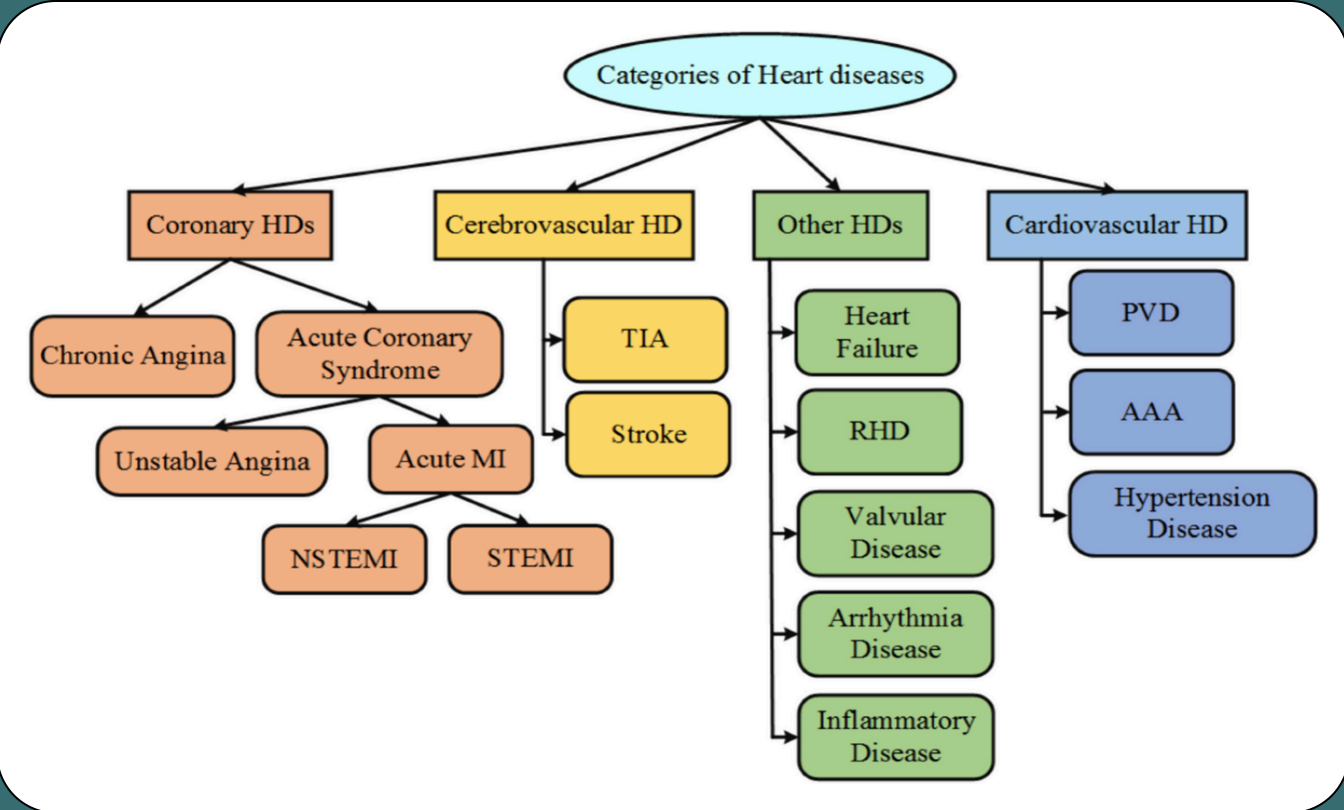 Categories of Heart diseases
Coronary HDs
Cerebrovascular HD
Other HDs
Cardiovascular HD
Chronic Angina
Acute Coronary
Syndrome
Unstable Angina
Acute MI
NSTEMI
STEMI
TIA
Stroke
Heart
Failure
RHD
Valvular
Disease
Arrhythmia
Disease
Inflammatory
Disease
PVD
AAA
Hypertension
Disease